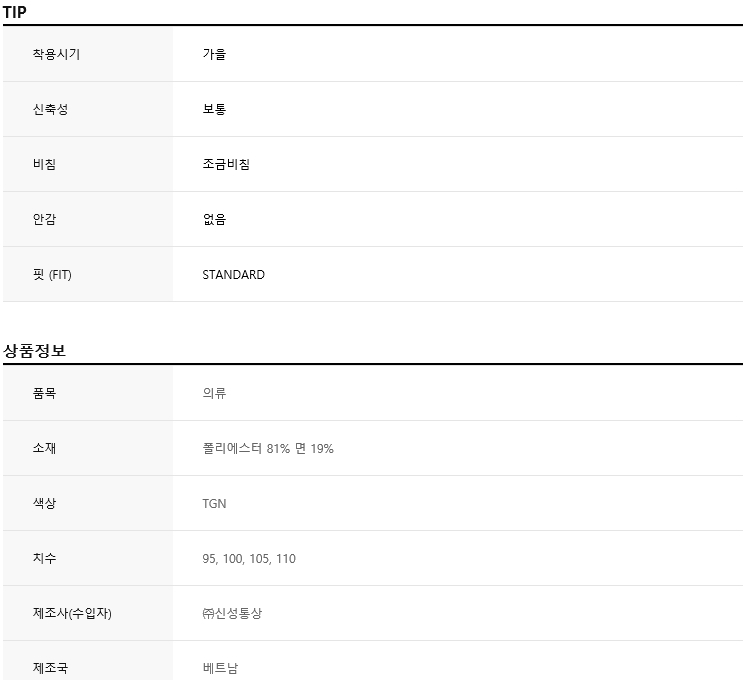 TIP
착용시기 가을
신축성 보통
비침 조금비침
안감 없음
핏 (FIT) STANDARD
상품정보
품목 의류
소재 폴리에스터 81% 면 19%
색상 TGN
치수 95, 100, 105, 110
제조사(수입자) ㈜신성통상
제조국 베트남